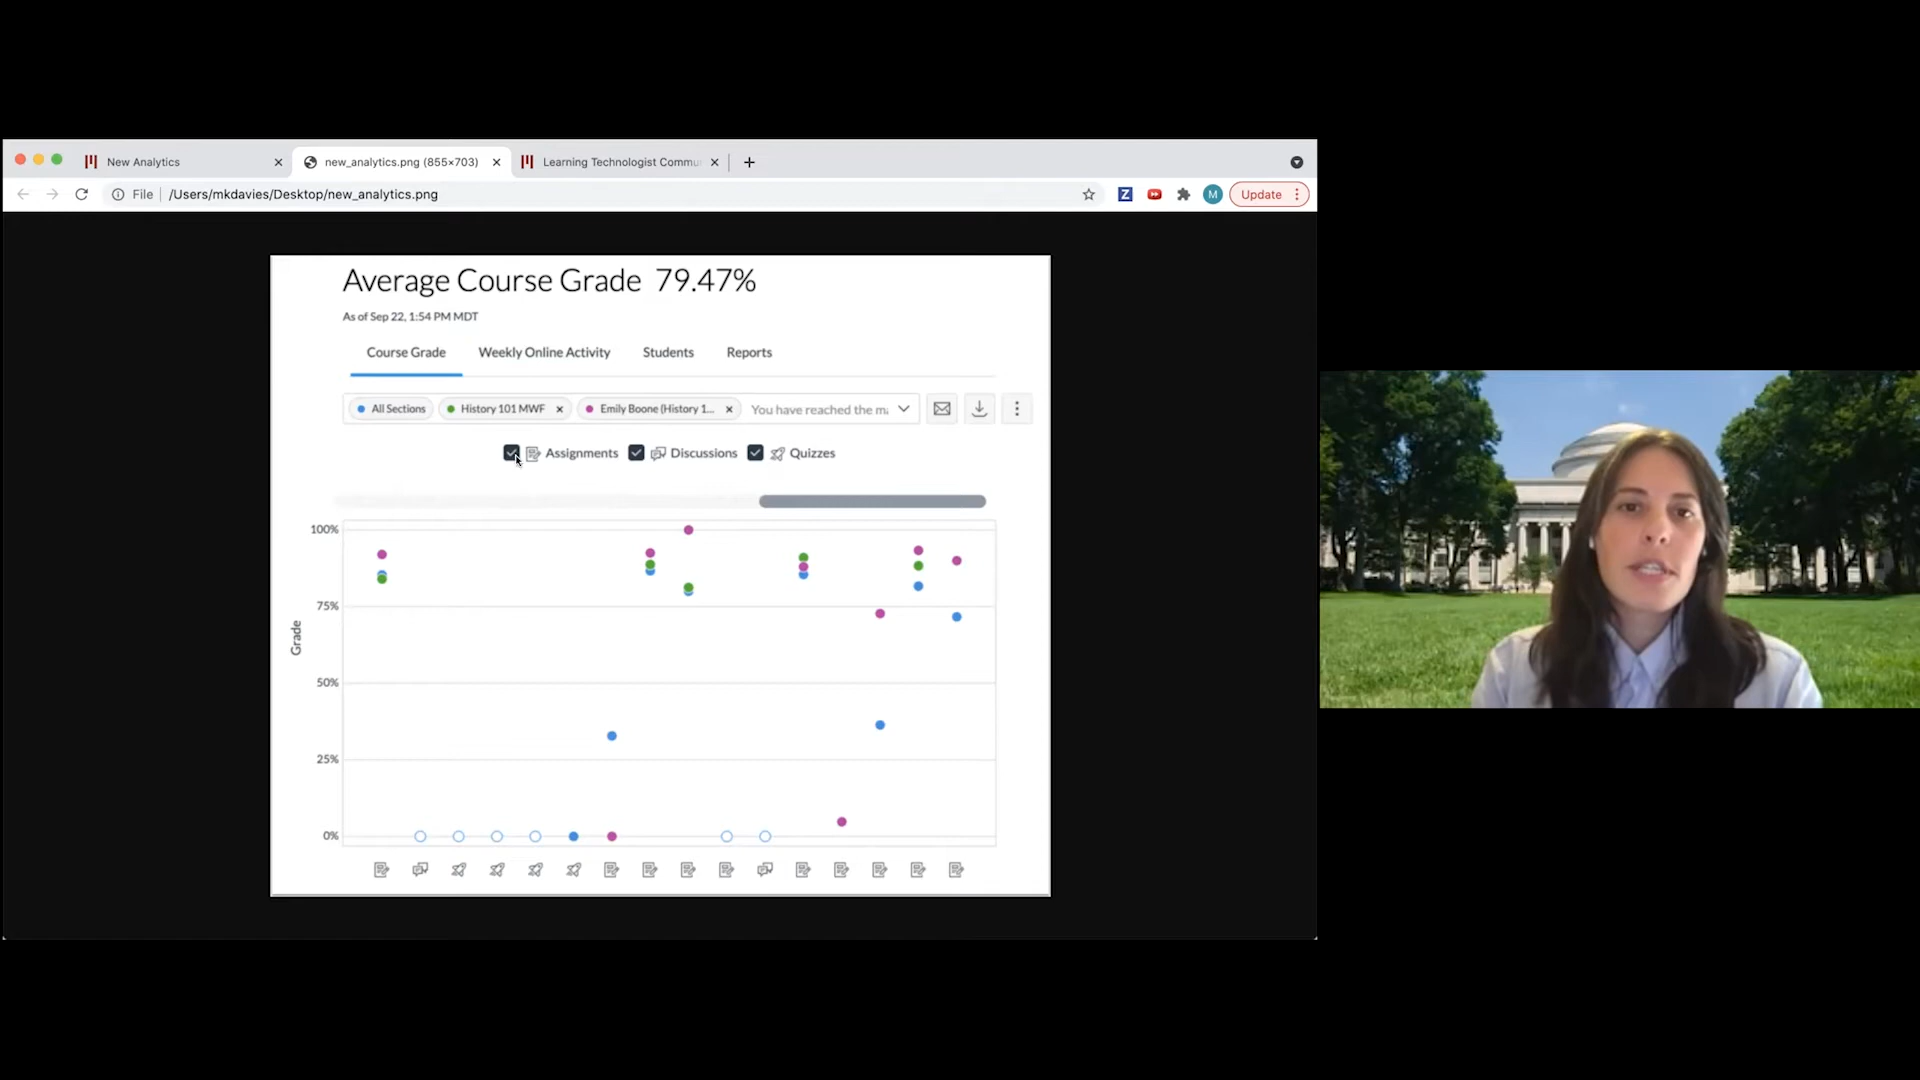 New Analytics
new_analytics.png (855×703)
Learning Technologist Commu
File
/Users/mkdavies/Desktop/new_analytics.png
Z
M
Update
Average Course Grade 79.47%
As of Sep 22, 1:54 PM MDT
Course Grade
Weekly Online Activity
Students
Reports
All Sections
History 101 MWF
Emily Boone (History 1...
You have reached the ma
Assignments
Discussions
Quizzes
100%
75%
Grade
50%
25%
0%